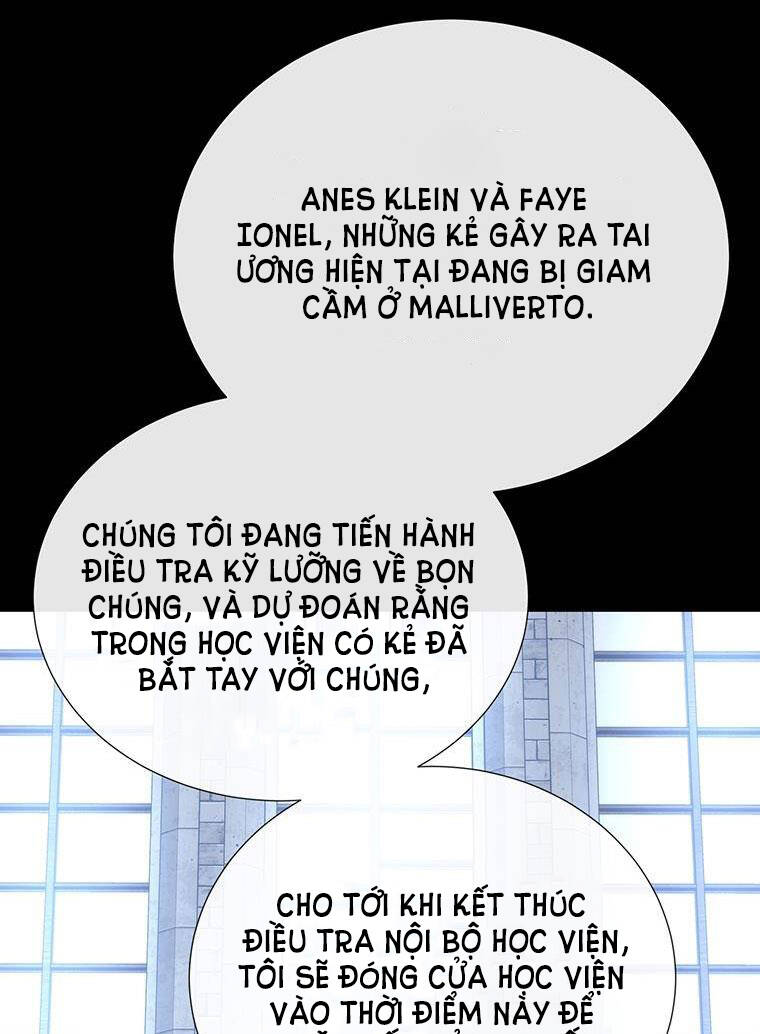 ANES KLEIN VÀ FAYE
IONEL, NHỮNG KẺ GÂY RA TAI
ƯƠNG HIỆN TẠI ĐANG BỊ GIAM
CẦM Ở MALLIVERTO.
CHÚNG TÔI ĐANG TIẾN HÀNH
ĐIỀU TRA KỸ LƯỠNG VỀ BỌN
CHÚNG, VÀ DỰ ĐOÁN RẰNG
TRONG HỌC VIỆN CÓ KẺ ĐÃ
BẮT TAY VỚI CHÚNG,
CHO TỚI KHI KẾT THÚC
ĐIỀU TRA NỘI BỘ HỌC VIỆN,
TÔI SẼ ĐÓNG CỬA HỌC VIỆN
VÀO THỜI ĐIỂM NÀY ĐỂ